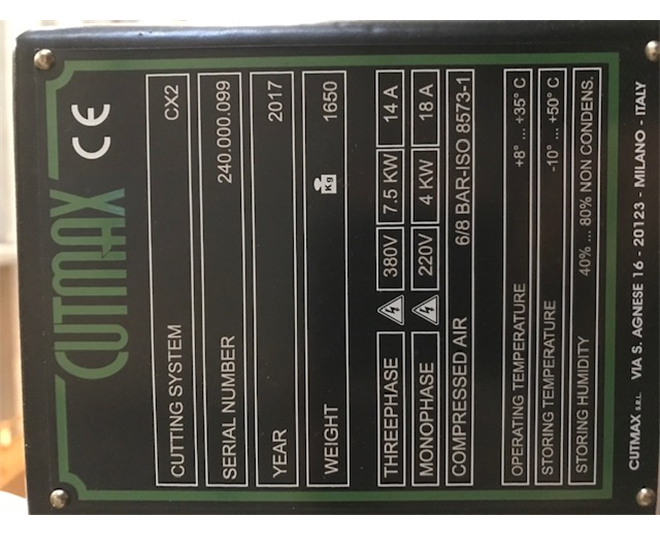 CUTMAX CE
CUTTING SYSTEM CX2
SERIAL NUMBER 240.000.099
YEAR 2017
WEIGHT Kg 1650
THREEPHASE 380V 7.5 KW 14 A
MONOPHASE 220V 4 KW 18 A
COMPRESSED AIR 6/8 BAR-ISO 8573-1
OPERATING TEMPERATURE +8° ... +35° C
STORING TEMPERATURE -10° ... +50° C
STORING HUMIDITY 40% ... 80% NON CONDENS.
CUTMAX S.R.L. VIA S. AGNESE 16 - 20123 - MILANO - ITALY